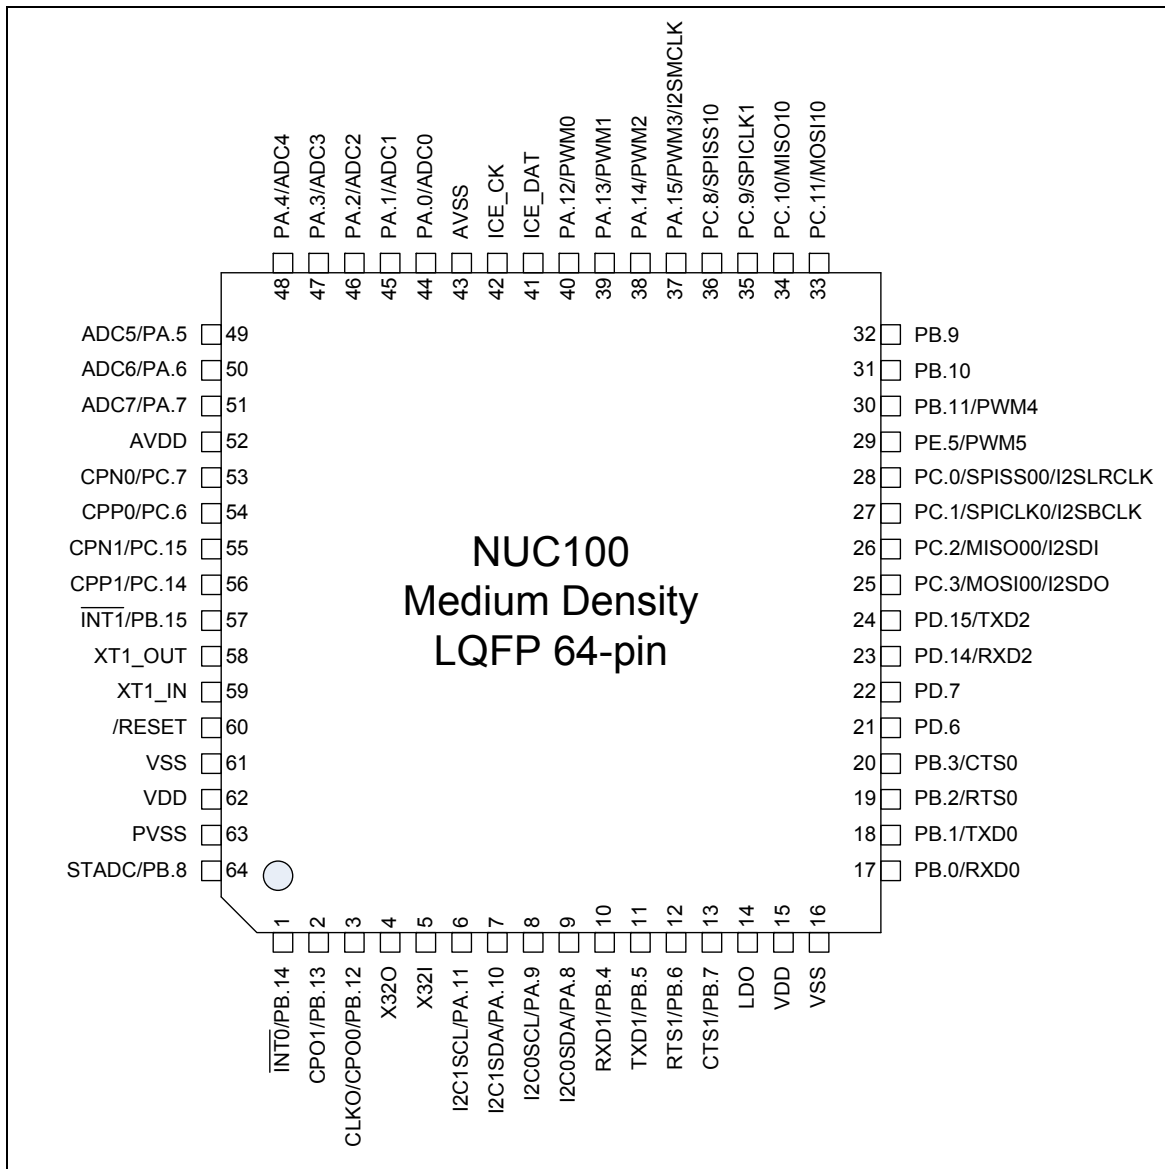 PA.4/ADC4
PA.3/ADC3
PA.2/ADC2
PA.1/ADC1
PA.0/ADC0
AVSS
ICE_CK
ICE_DAT
PA.12/PWM0
PA.13/PWM1
PA.14/PWM2
PA.15/PWM3/I2SMCLK
PC.8/SPISS10
PC.9/SPICLK1
PC.10/MISO10
PC.11/MOSI10
48
47
46
45
44
43
42
41
40
39
38
37
36
35
34
33
ADC5/PA.5 49
ADC6/PA.6 50
ADC7/PA.7 51
AVDD 52
CPN0/PC.7 53
CPP0/PC.6 54
CPN1/PC.15 55
CPP1/PC.14 56
INT1/PB.15 57
XT1_OUT 58
XT1_IN 59
/RESET 60
VSS 61
VDD 62
PVSS 63
STADC/PB.8 64
NUC100
Medium Density
LQFP 64-pin
32 PB.9
31 PB.10
30 PB.11/PWM4
29 PE.5/PWM5
28 PC.0/SPISS00/I2SLRCLK
27 PC.1/SPICLK0/I2SBCLK
26 PC.2/MISO00/I2SDI
25 PC.3/MOSI00/I2SDO
24 PD.15/TXD2
23 PD.14/RXD2
22 PD.7
21 PD.6
20 PB.3/CTS0
19 PB.2/RTS0
18 PB.1/TXD0
17 PB.0/RXD0
1
2
3
4
5
6
7
8
9
10
11
12
13
14
15
16
INT0/PB.14
CPO1/PB.13
CLKO/CPO0/PB.12
X32O
X32I
I2C1SCL/PA.11
I2C1SDA/PA.10
I2C0SCL/PA.9
I2C0SDA/PA.8
RXD1/PB.4
TXD1/PB.5
RTS1/PB.6
CTS1/PB.7
LDO
VDD
VSS